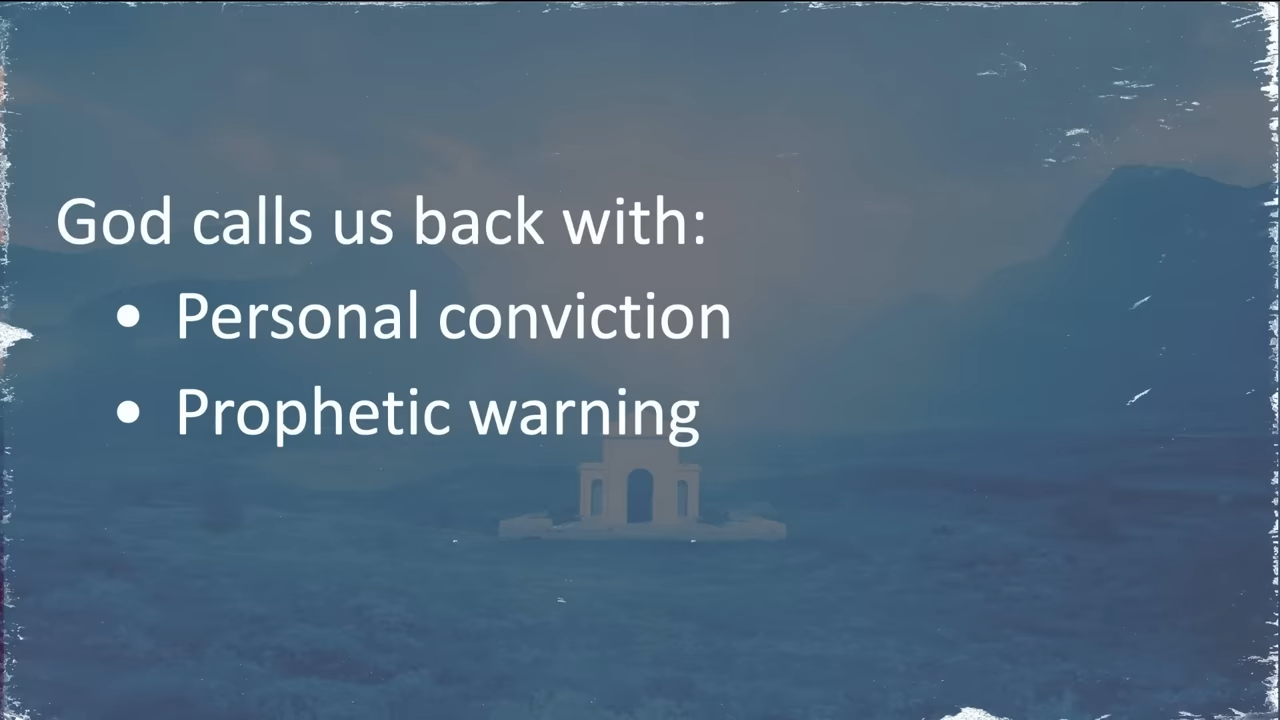 God calls us back with:
• Personal conviction
• Prophetic warning